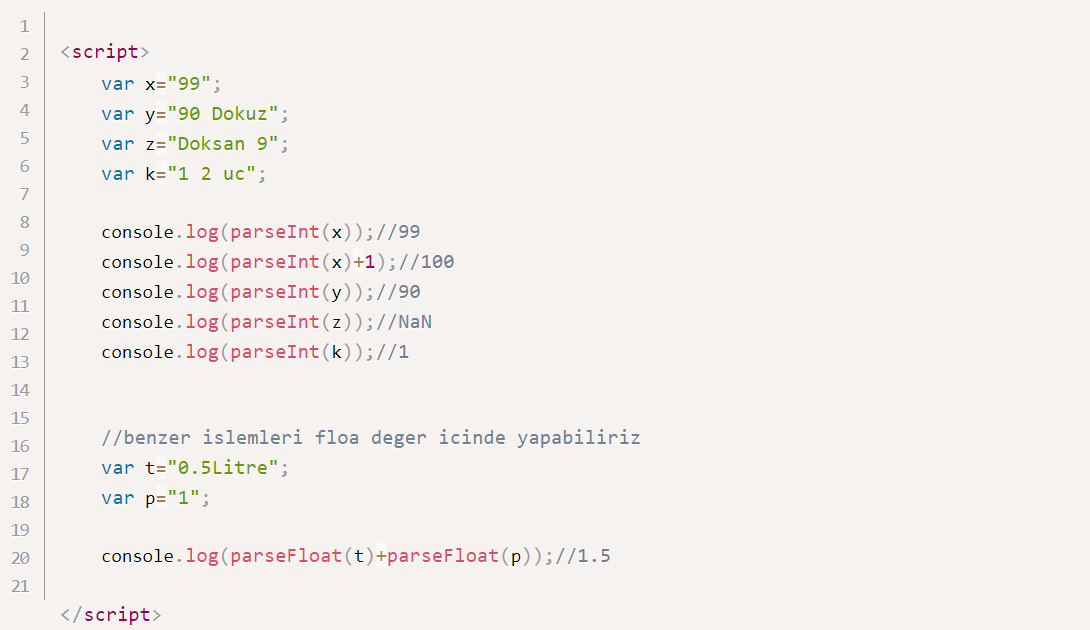 1
2 <script>
3 var x="99";
4 var y="90 Dokuz";
5 var z="Doksan 9";
6 var k="1 2 uc";
7
8 console.log(parseInt(x));//99
9 console.log(parseInt(x)+1);//100
10 console.log(parseInt(y));//90
11 console.log(parseInt(z));//NaN
12 console.log(parseInt(k));//1
13
14
15 //benzer islemleri floa deger icinde yapabiliriz
16 var t="0.5Litre";
17 var p="1";
18
19 console.log(parseFloat(t)+parseFloat(p));//1.5
20
21 </script>